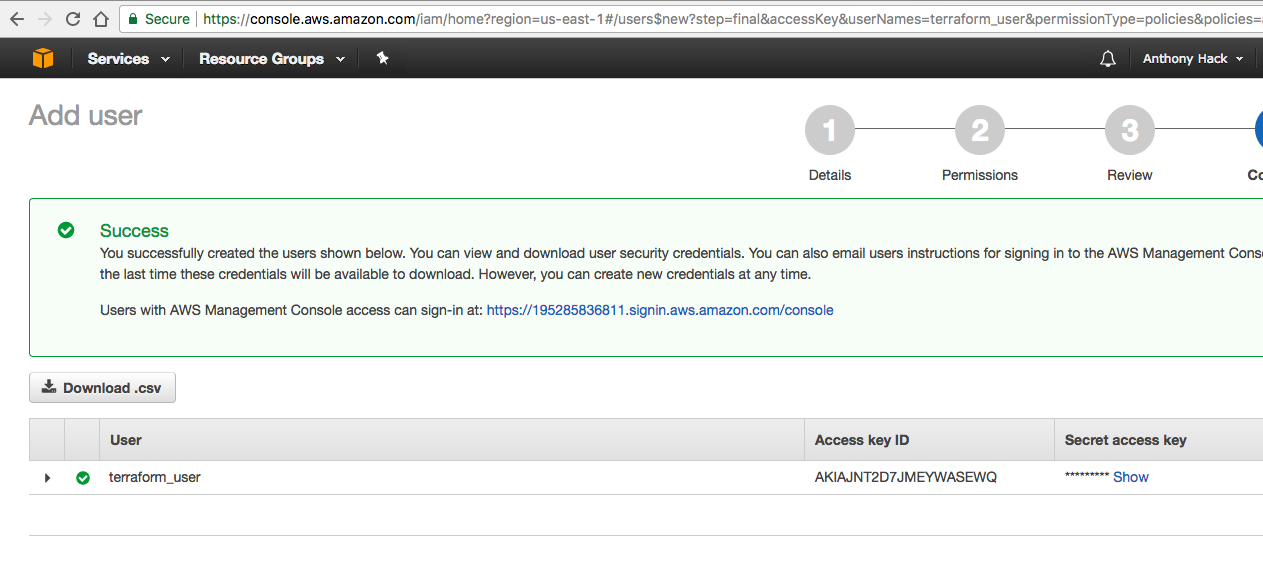 Secure https://console.aws.amazon.com/iam/home?region=us-east-1#/users$new?step=final&accessKey&userNames=terraform_user&permissionType=policies&policies=
Services Resource Groups Anthony Hack
Add user
1 2 3
Details Permissions Review Co
Success
You successfully created the users shown below. You can view and download user security credentials. You can also email users instructions for signing in to the AWS Management Conso
the last time these credentials will be available to download. However, you can create new credentials at any time.
Users with AWS Management Console access can sign-in at: https://195285836811.signin.aws.amazon.com/console
Download .csv
User Access key ID Secret access key
terraform_user AKIAJNT2D7JMEYWASEWQ ********* Show